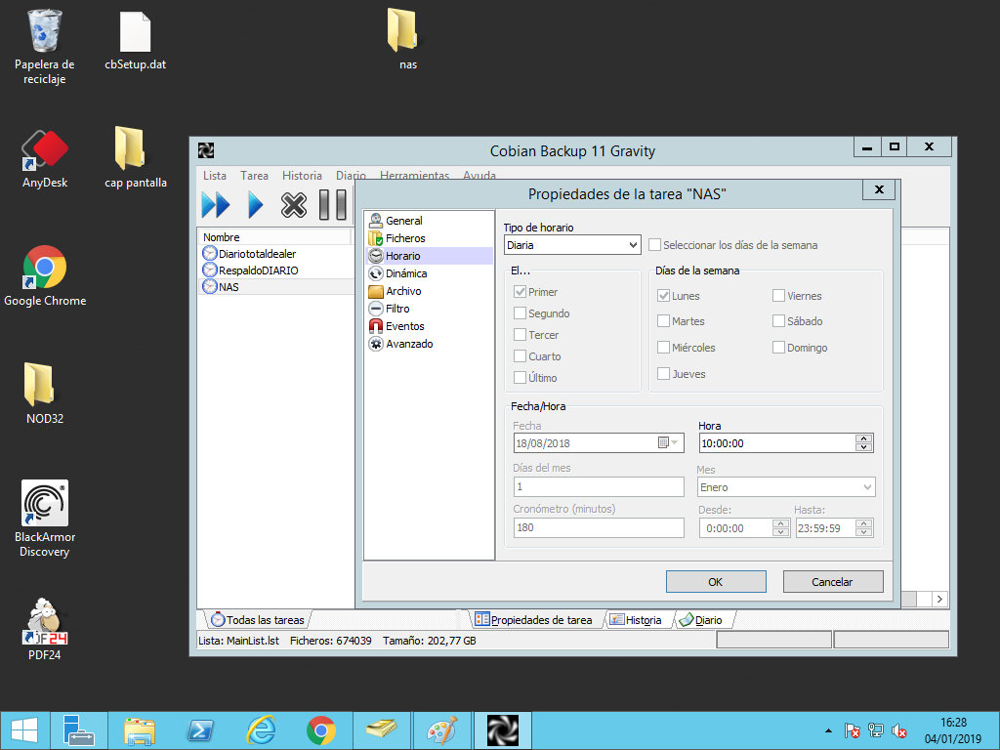 Papelera de
reciclaje
cbSetup.dat
nas
AnyDesk
cap pantalla
Google Chrome
NOD32
BlackArmor
Discovery
PDF24
Cobian Backup 11 Gravity
Lista Tarea Historia Diario Herramientas Ayuda
Nombre
Diariototaldealer
RespaldoDIARIO
NAS
Propiedades de la tarea "NAS"
General
Ficheros
Horario
Dinámica
Archivo
Filtro
Eventos
Avanzado
Tipo de horario
Diaria
Seleccionar los días de la semana
El...
Primer
Segundo
Tercer
Cuarto
Último
Días de la semana
Lunes
Martes
Miércoles
Jueves
Viernes
Sábado
Domingo
Fecha/Hora
Fecha
18/08/2018
Hora
10:00:00
Días del mes
1
Mes
Enero
Cronómetro (minutos)
180
Desde:
0:00:00
Hasta:
23:59:59
OK
Cancelar
Todas las tareas
Propiedades de tarea
Historia
Diario
Lista: MainList.lst Ficheros: 674039 Tamaño: 202,77 GB
16:28
04/01/2019